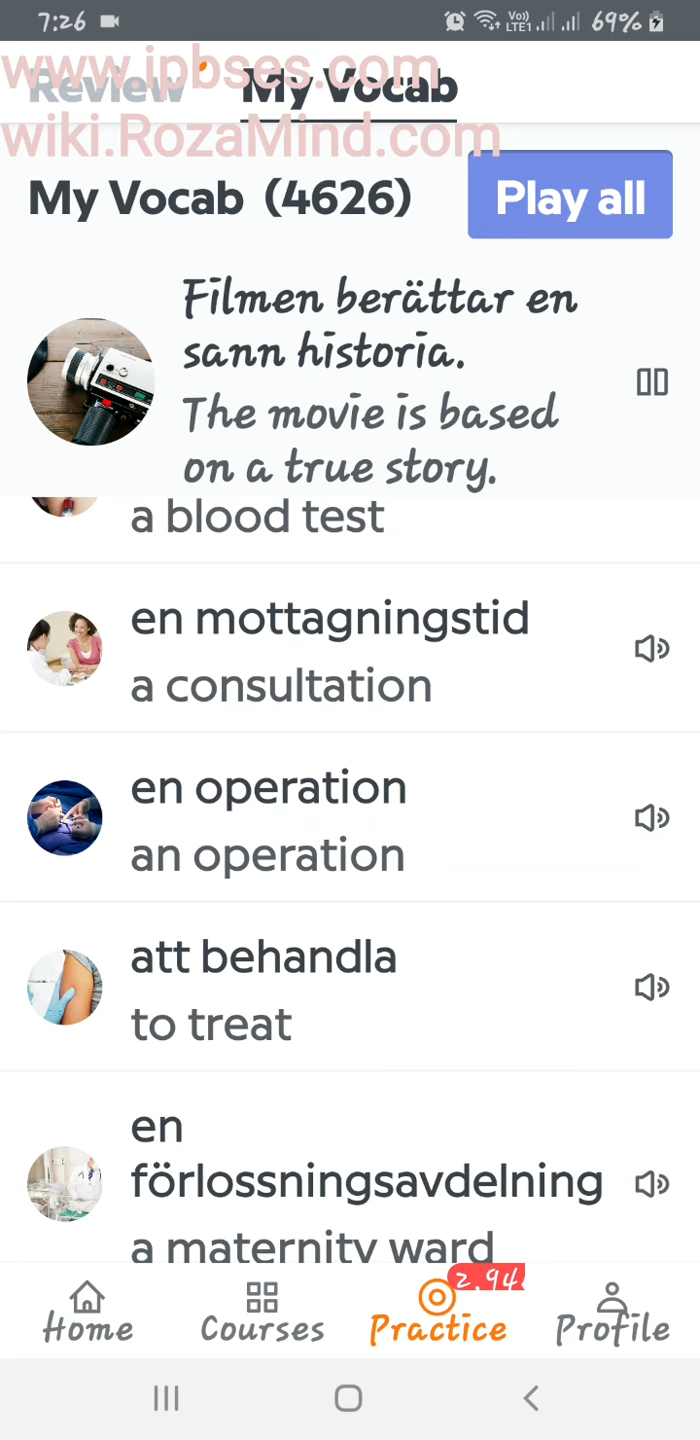 7:26
Vo)) LTE1 69%
www.ipbses.com
Review My Vocab
wiki.RozaMind.com
My Vocab (4626) Play all
Filmen berättar en
sann historia.
The movie is based
on a true story.
a blood test
en mottagningstid
a consultation
en operation
an operation
att behandla
to treat
en
förlossningsavdelning
a maternity ward
2,94
Home Courses Practice Profile